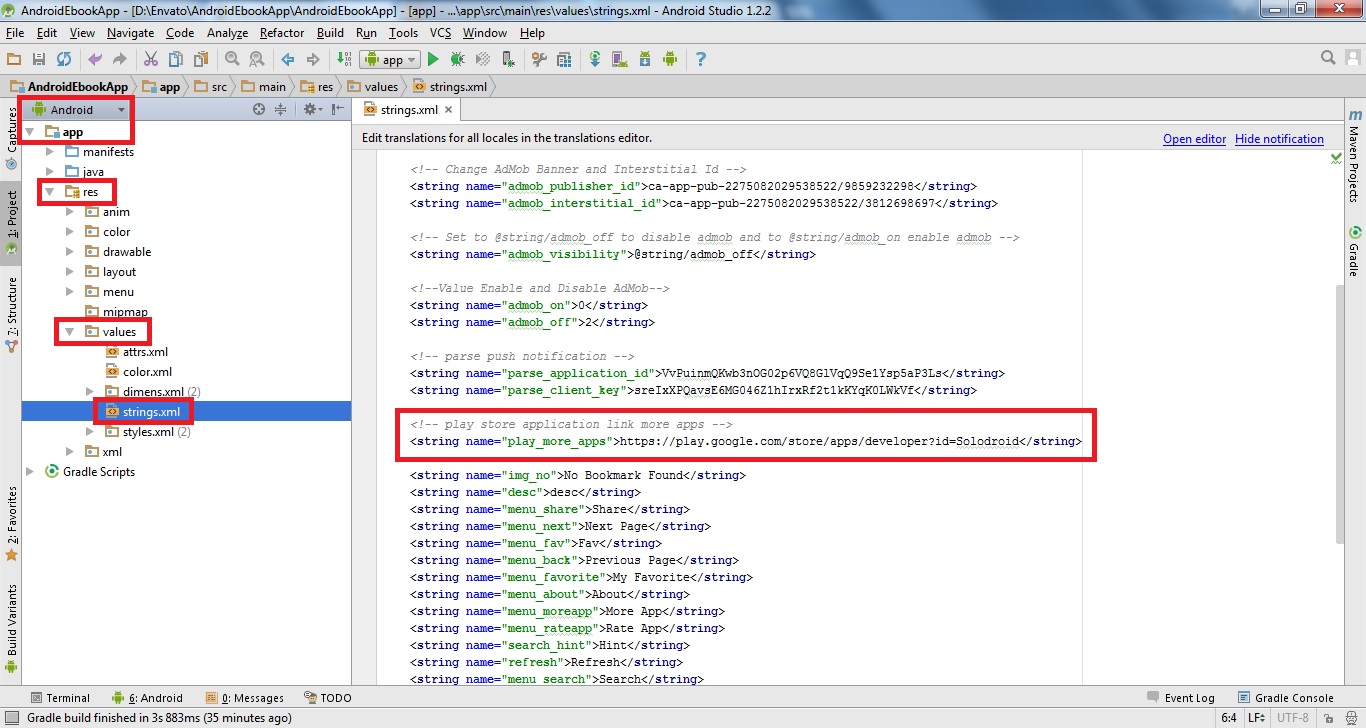 AndroidEbookApp - [D:\Envato\AndroidEbookApp\AndroidEbookApp] - [app] - ...\app\src\main\res\values\strings.xml - Android Studio 1.2.2
File Edit View Navigate Code Analyze Refactor Build Run Tools VCS Window Help
app
AndroidEbookApp app src main res values strings.xml
Android
strings.xml
Captures
1: Project
7: Structure
2: Favorites
Build Variants
app
manifests
java
res
anim
color
drawable
layout
menu
mipmap
values
attrs.xml
color.xml
dimens.xml (2)
strings.xml
styles.xml (2)
xml
Gradle Scripts
Edit translations for all locales in the translations editor.
Open editor Hide notification
<!-- Change AdMob Banner and Interstitial Id -->
<string name="admob_publisher_id">ca-app-pub-2275082029538522/9859232298</string>
<string name="admob_interstitial_id">ca-app-pub-2275082029538522/3812698697</string>
<!-- Set to @string/admob_off to disable admob and to @string/admob_on enable admob -->
<string name="admob_visibility">@string/admob_off</string>
<!--Value Enable and Disable AdMob-->
<string name="admob_on">0</string>
<string name="admob_off">2</string>
<!-- parse push notification -->
<string name="parse_application_id">VvPuinmQKwb3nOG02p6VQ8GlVqQ9Se1Ysp5aP3Ls</string>
<string name="parse_client_key">sreIxXPQavsE6MG046Z1hIrxRf2t1kKYqK0LWkVf</string>
<!-- play store application link more apps -->
<string name="play_more_apps">https://play.google.com/store/apps/developer?id=Solodroid</string>
<string name="img_no">No Bookmark Found</string>
<string name="desc">desc</string>
<string name="menu_share">Share</string>
<string name="menu_next">Next Page</string>
<string name="menu_fav">Fav</string>
<string name="menu_back">Previous Page</string>
<string name="menu_favorite">My Favorite</string>
<string name="menu_about">About</string>
<string name="menu_moreapp">More App</string>
<string name="menu_rateapp">Rate App</string>
<string name="search_hint">Hint</string>
<string name="refresh">Refresh</string>
<string name="menu_search">Search</string>
Maven Projects
Gradle
Terminal 6: Android 0: Messages TODO Event Log Gradle Console
Gradle build finished in 3s 883ms (35 minutes ago) 6:4 LF UTF-8